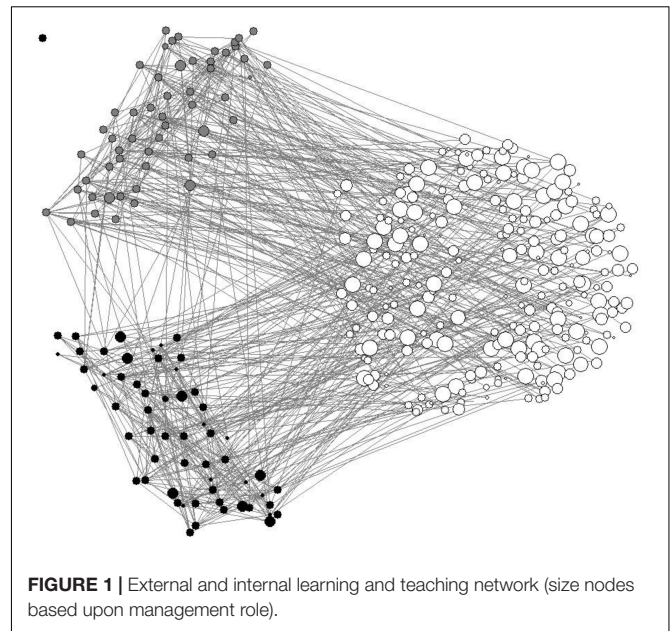 FIGURE 1 | External and internal learning and teaching network (size nodes
based upon management role).